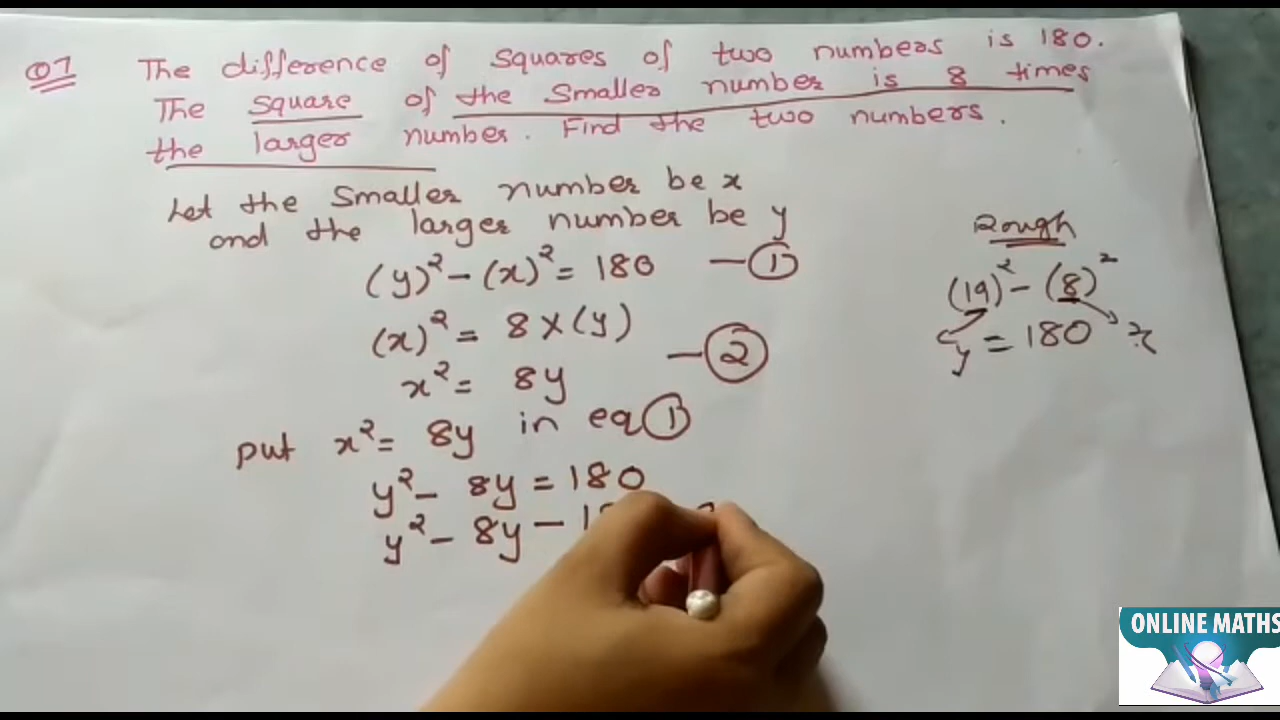 Q7 The difference of squares of two numbers is 180.
The square of the smaller number is 8 times
the larger number. Find the two numbers.
Let the smaller number be x
and the larger number be y
(y)² - (x)² = 180 — ①
(x)² = 8 × (y)
x² = 8y — ②
put x² = 8y in eq ①
y² - 8y = 180
y² - 8y - 1
Rough
(19)² - (8)²
y = 180 x
ONLINE MATHS